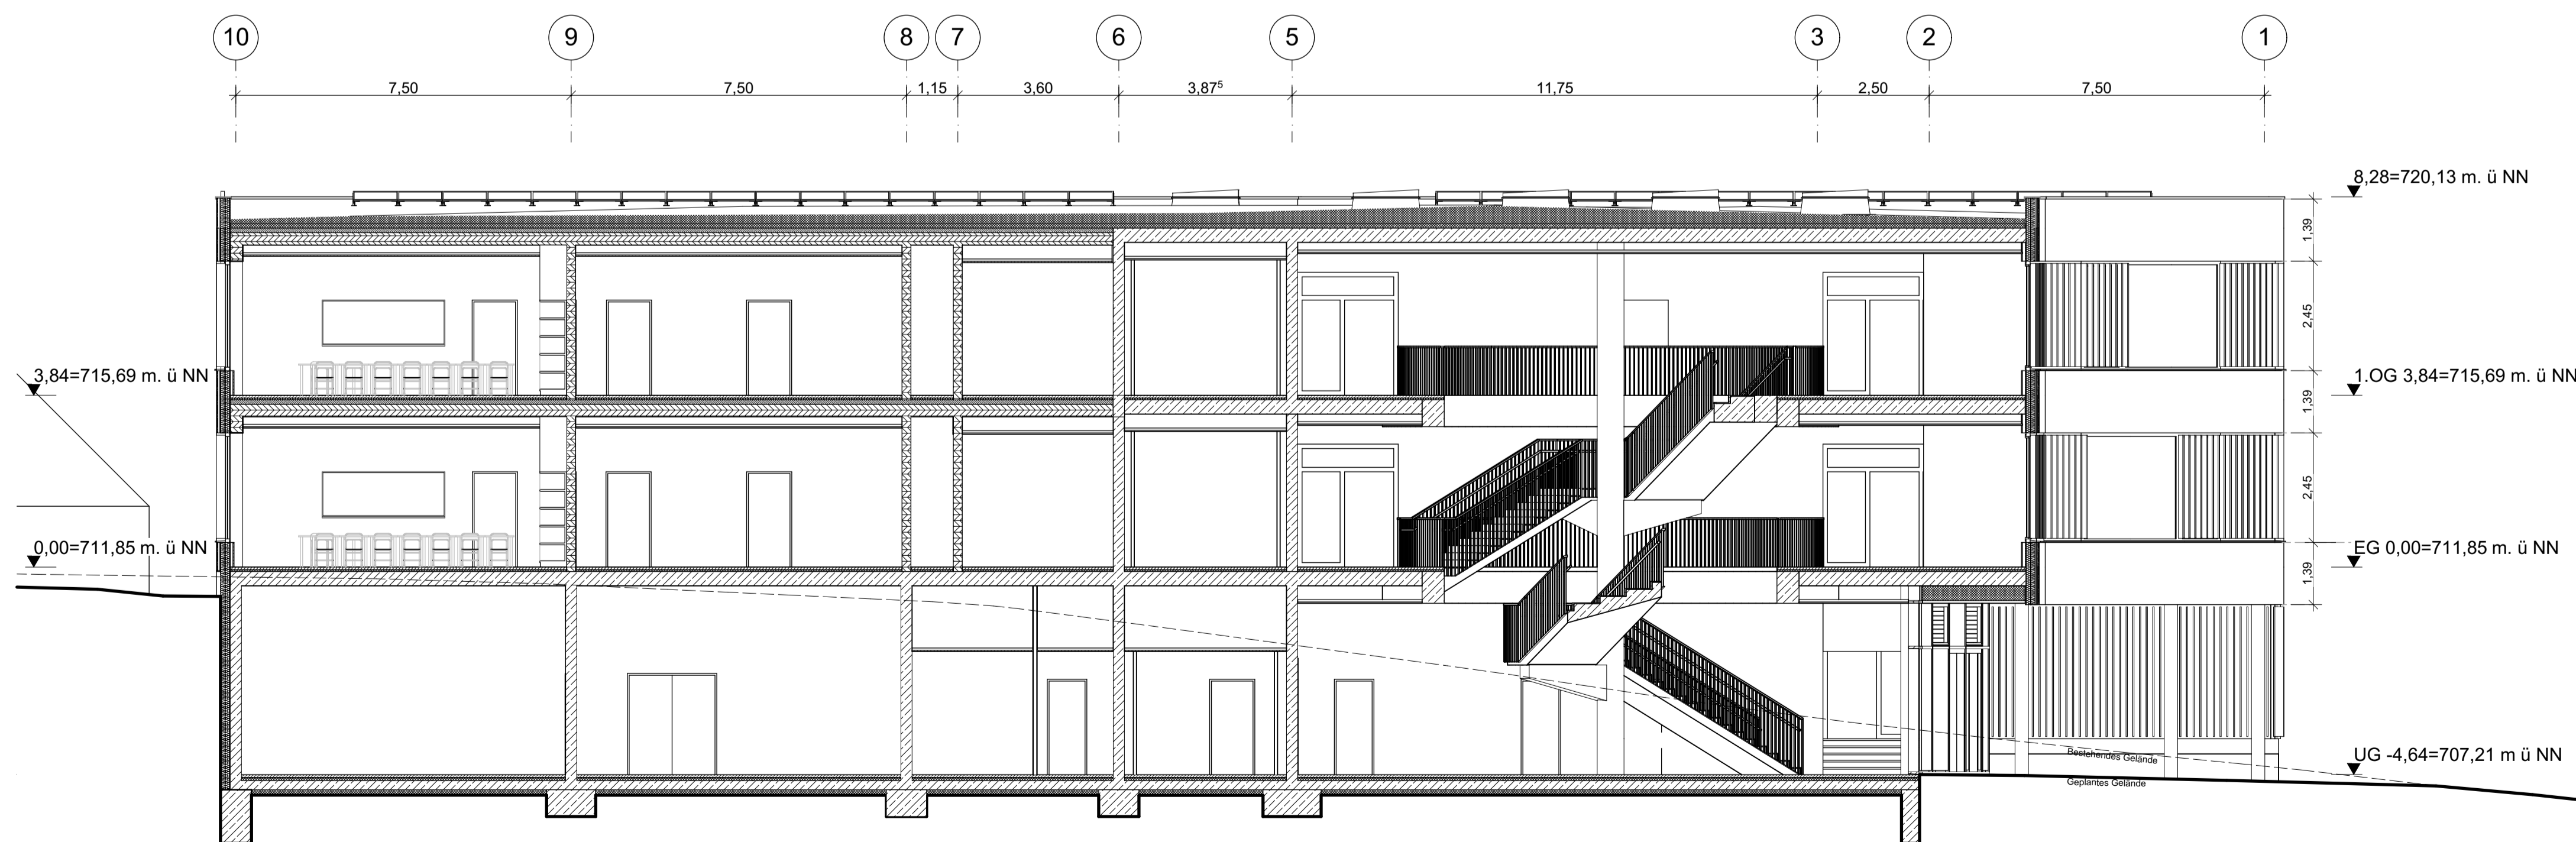 10 9 8 7 6 5 3 2 1
7,50 7,50 1,15 3,60 3,87⁵ 11,75 2,50 7,50
8,28=720,13 m. ü NN
1,39
2,45
3,84=715,69 m. ü NN
1.OG 3,84=715,69 m. ü NN
1,39
2,45
0,00=711,85 m. ü NN
EG 0,00=711,85 m. ü NN
1,39
Bestehendes Gelände
UG -4,64=707,21 m ü NN
Geplantes Gelände